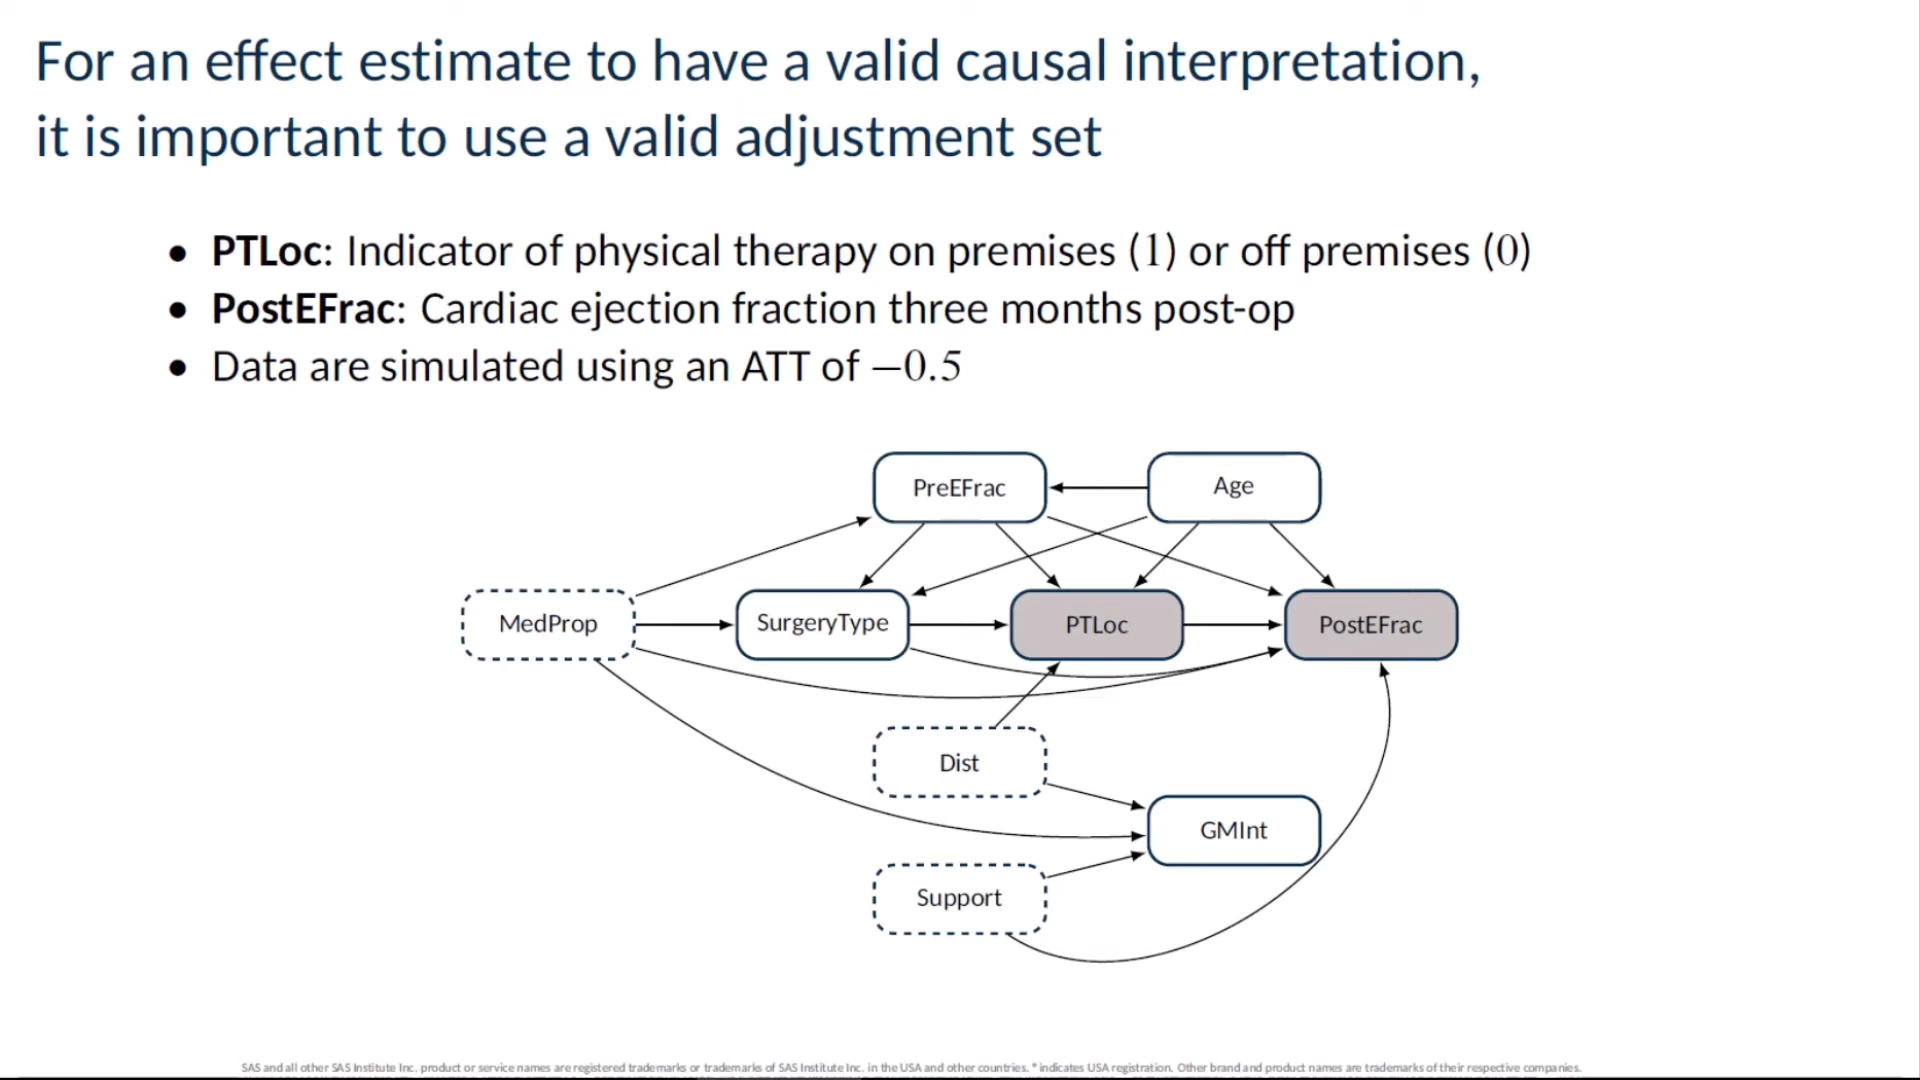 For an effect estimate to have a valid causal interpretation,
it is important to use a valid adjustment set
• PTLoc: Indicator of physical therapy on premises (1) or off premises (0)
• PostEFrac: Cardiac ejection fraction three months post-op
• Data are simulated using an ATT of −0.5
PreEFrac
Age
MedProp
SurgeryType
PTLoc
PostEFrac
Dist
GMInt
Support
SAS and all other SAS Institute Inc. product or service names are registered trademarks or trademarks of SAS Institute Inc. in the USA and other countries. ® indicates USA registration. Other brand and product names are trademarks of their respective companies.